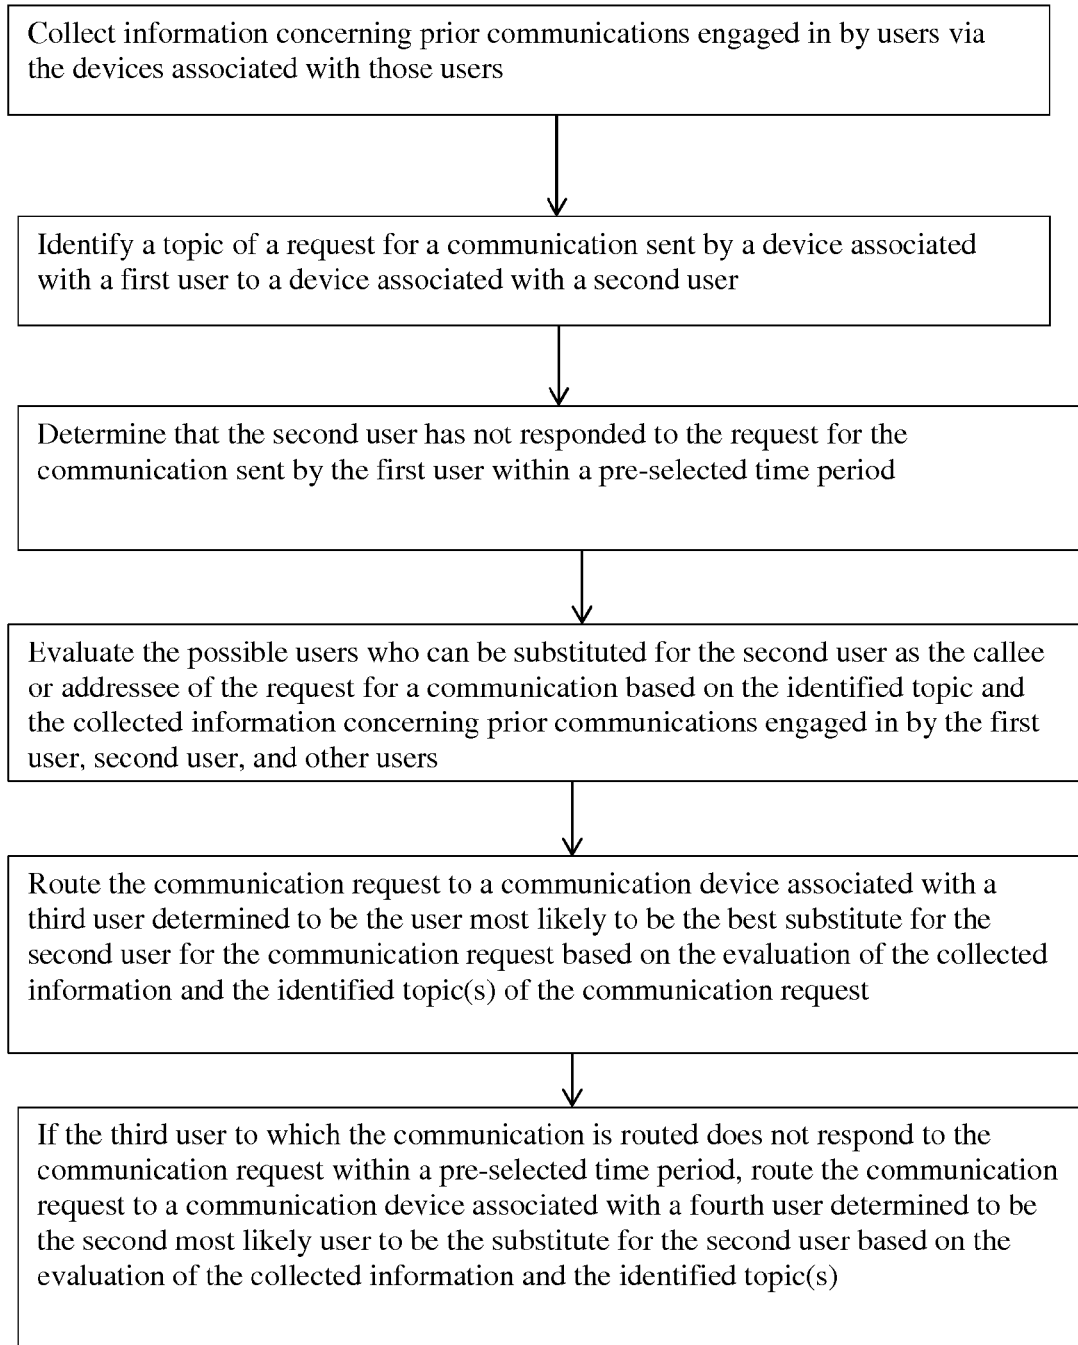 Collect information concerning prior communications engaged in by users via
the devices associated with those users
Identify a topic of a request for a communication sent by a device associated
with a first user to a device associated with a second user
Determine that the second user has not responded to the request for the
communication sent by the first user within a pre-selected time period
Evaluate the possible users who can be substituted for the second user as the callee
or addressee of the request for a communication based on the identified topic and
the collected information concerning prior communications engaged in by the first
user, second user, and other users
Route the communication request to a communication device associated with a
third user determined to be the user most likely to be the best substitute for the
second user for the communication request based on the evaluation of the collected
information and the identified topic(s) of the communication request
If the third user to which the communication is routed does not respond to the
communication request within a pre-selected time period, route the communication
request to a communication device associated with a fourth user determined to be
the second most likely user to be the substitute for the second user based on the
evaluation of the collected information and the identified topic(s)